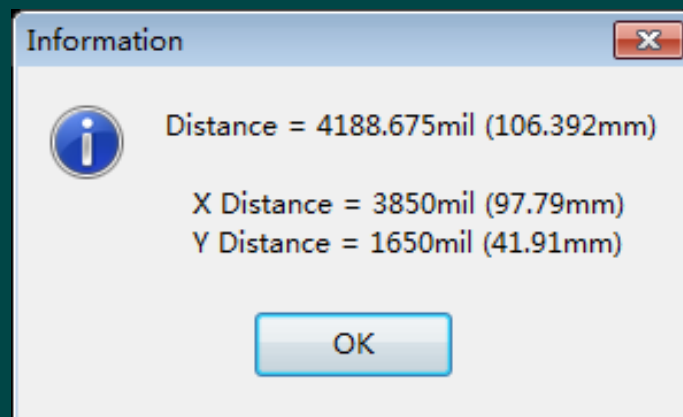 Information
Distance = 4188.675mil (106.392mm)
X Distance = 3850mil (97.79mm)
Y Distance = 1650mil (41.91mm)
OK